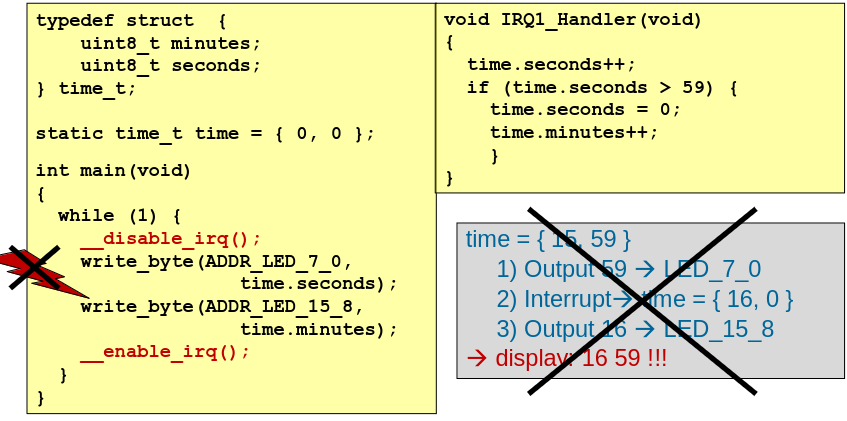 typedef struct  {
    uint8_t minutes;
    uint8_t seconds;
} time_t;
static time_t time = { 0, 0 };
int main(void)
{
  while (1) {
    __disable_irq();
    write_byte(ADDR_LED_7_0,
                  time.seconds);
    write_byte(ADDR_LED_15_8,
                  time.minutes);
    __enable_irq();
  }
}
void IRQ1_Handler(void)
{
  time.seconds++;
  if (time.seconds > 59) {
    time.seconds = 0;
    time.minutes++;
    }
}
time = { 15, 59 }
1) Output 59 → LED_7_0
2) Interrupt→ time = { 16, 0 }
3) Output 16 → LED_15_8
→ display: 16 59 !!!